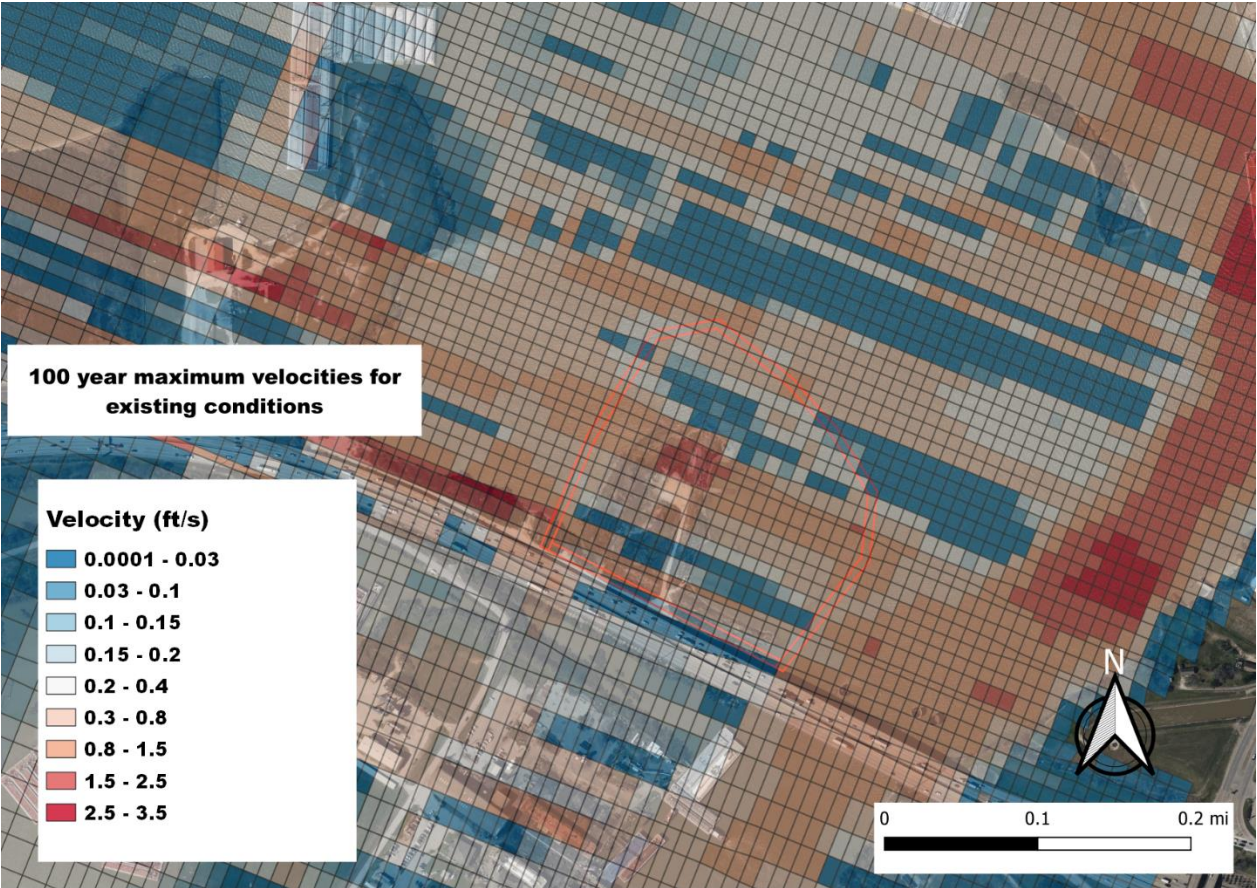 100 year maximum velocities for
existing conditions
Velocity (ft/s)
0.0001 - 0.03
0.03 - 0.1
0.1 - 0.15
0.15 - 0.2
0.2 - 0.4
0.3 - 0.8
0.8 - 1.5
1.5 - 2.5
2.5 - 3.5
N
0 0.1 0.2 mi